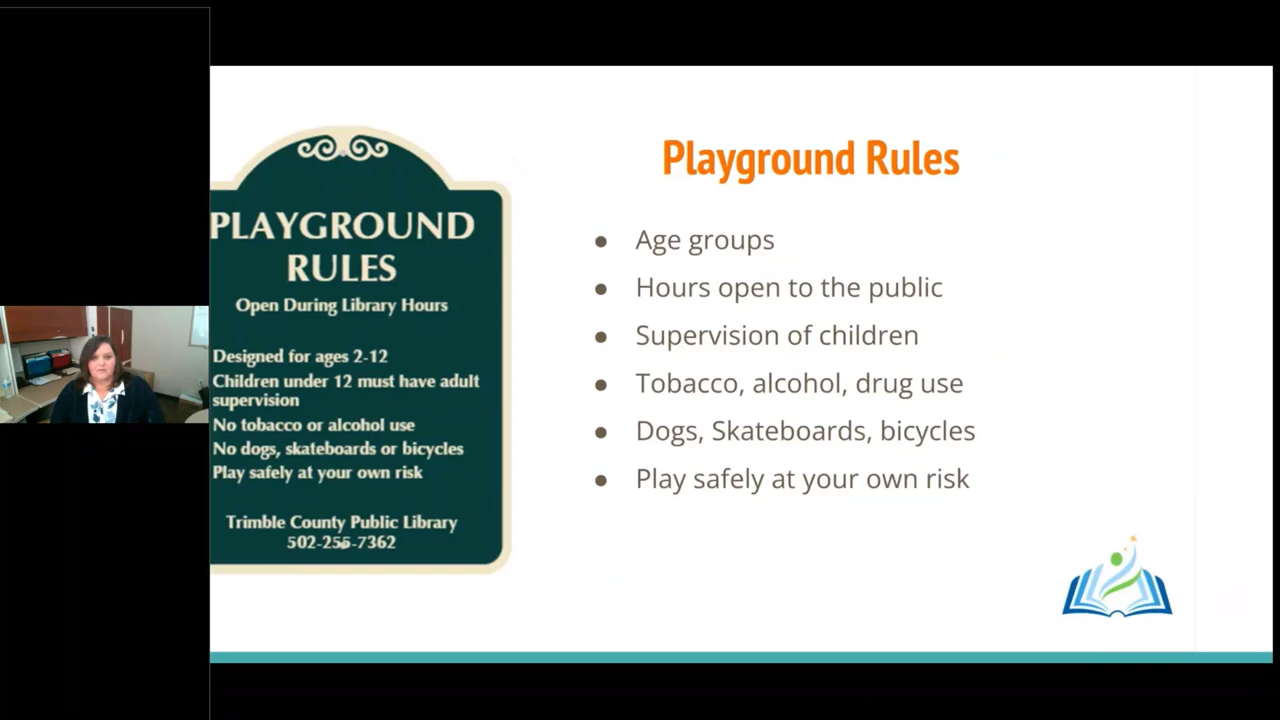 PLAYGROUND
RULES
Open During Library Hours
Designed for ages 2-12
Children under 12 must have adult
supervision
No tobacco or alcohol use
No dogs, skateboards or bicycles
Play safely at your own risk
Trimble County Public Library
502-255-7362
Playground Rules
● Age groups
● Hours open to the public
● Supervision of children
● Tobacco, alcohol, drug use
● Dogs, Skateboards, bicycles
● Play safely at your own risk